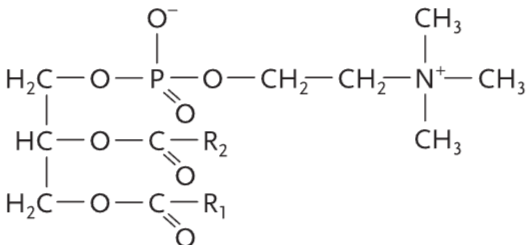 O⁻ CH₃
H₂C—O—P—O—CH₂—CH₂—N⁺—CH₃
O
HC—O—C—R₂ CH₃
O
H₂C—O—C—R₁
O